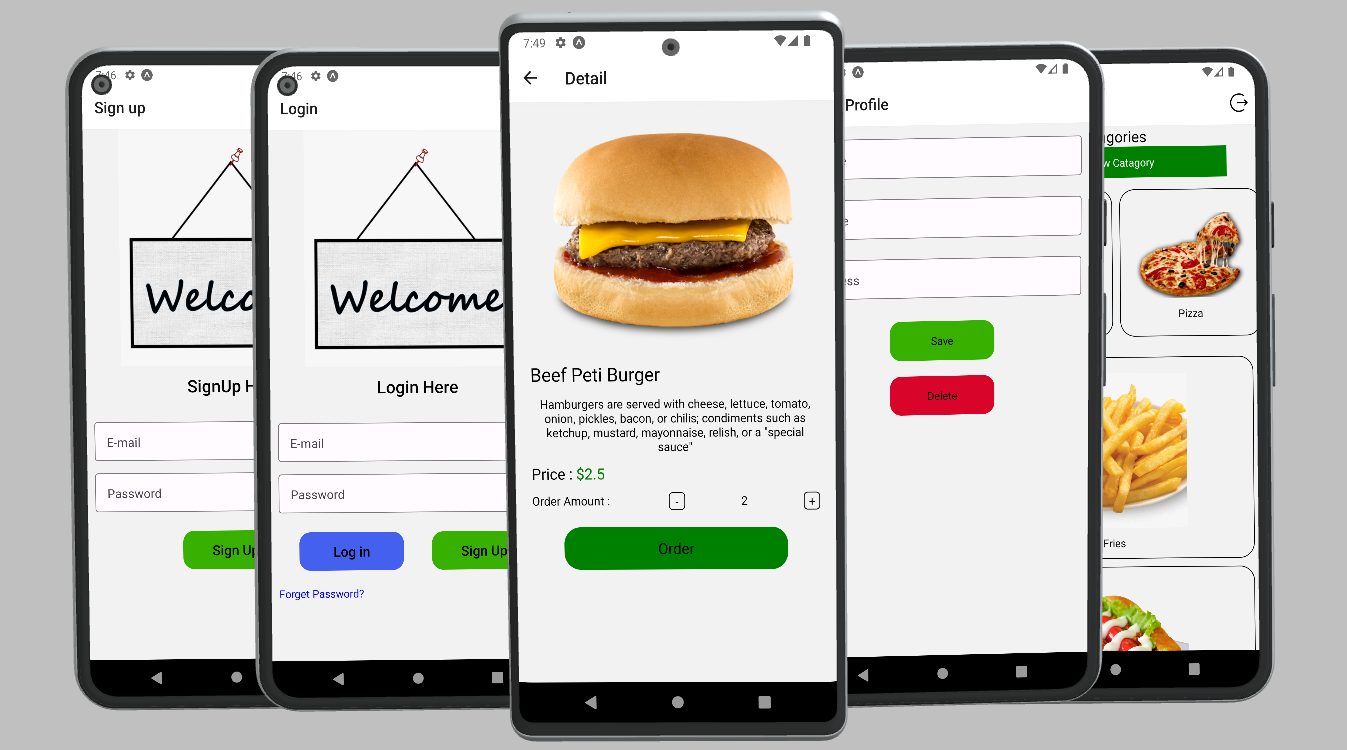 7:46
Sign up
Welco
SignUp H
E-mail
Password
Sign Up
7:46
Login
Welcome
Login Here
E-mail
Password
Log in
Sign Up
Forget Password?
7:49
Detail
Beef Peti Burger
Hamburgers are served with cheese, lettuce, tomato,
onion, pickles, bacon, or chilis; condiments such as
ketchup, mustard, mayonnaise, relish, or a "special
sauce"
Price : $2.5
Order Amount :
-
2
+
Order
Profile
e
e
ess
Save
Delete
gories
w Catagory
Pizza
Fries